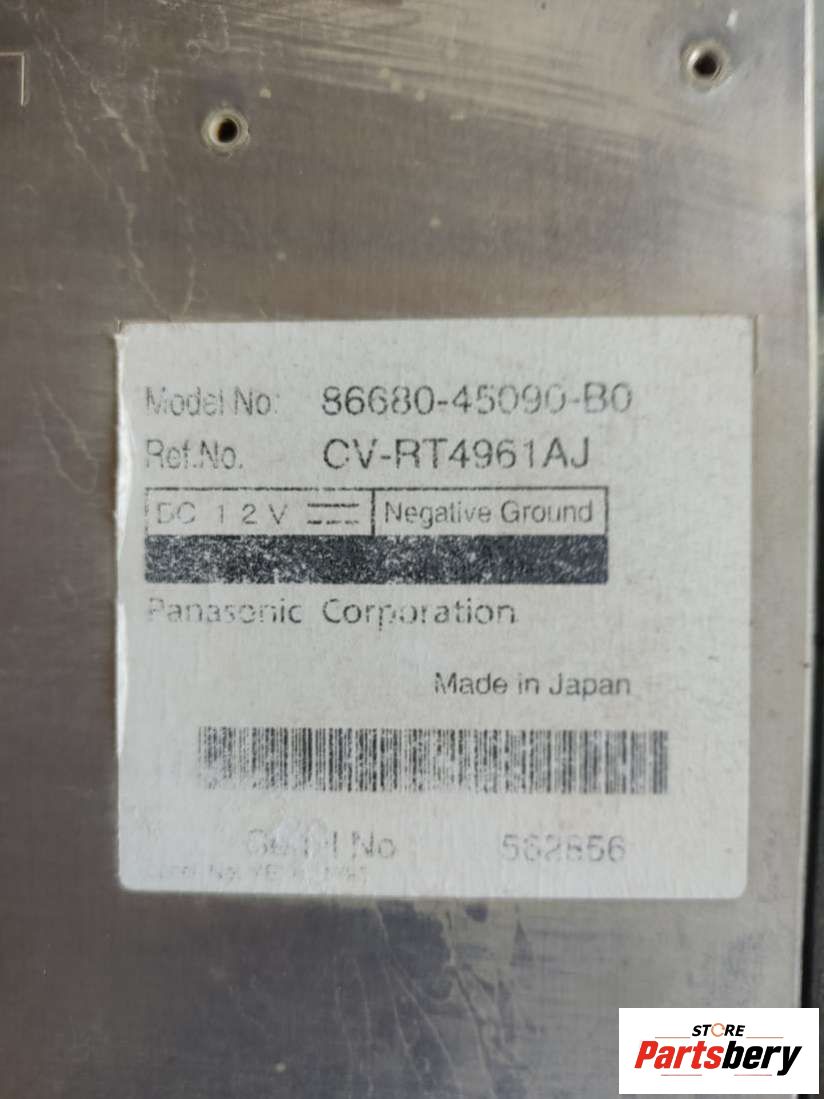 Model No: 86680-45090-B0
Ref.No. CV-RT4961AJ
DC 12V Negative Ground
Panasonic Corporation
Made in Japan
Serial No 562856
STORE
Partsbery